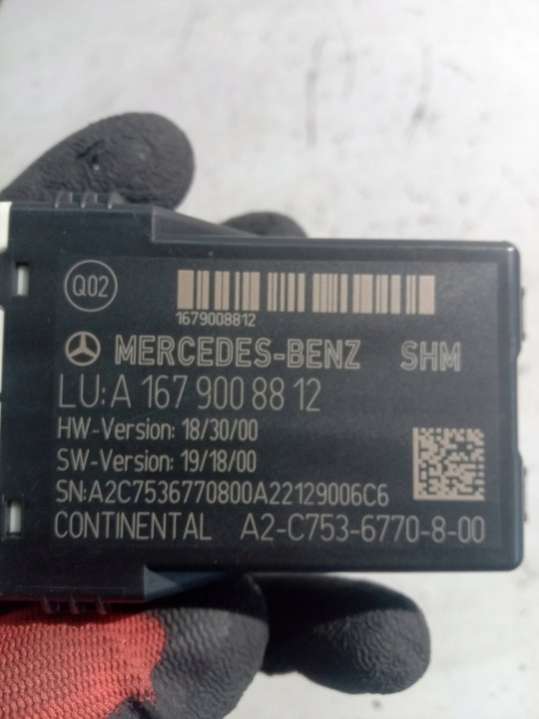 Q02
1679008812
MERCEDES-BENZ SHM
LU: A 167 900 88 12
HW-Version: 18/30/00
SW-Version: 19/18/00
SN:A2C7536770800A22129006C6
CONTINENTAL A2-C753-6770-8-00